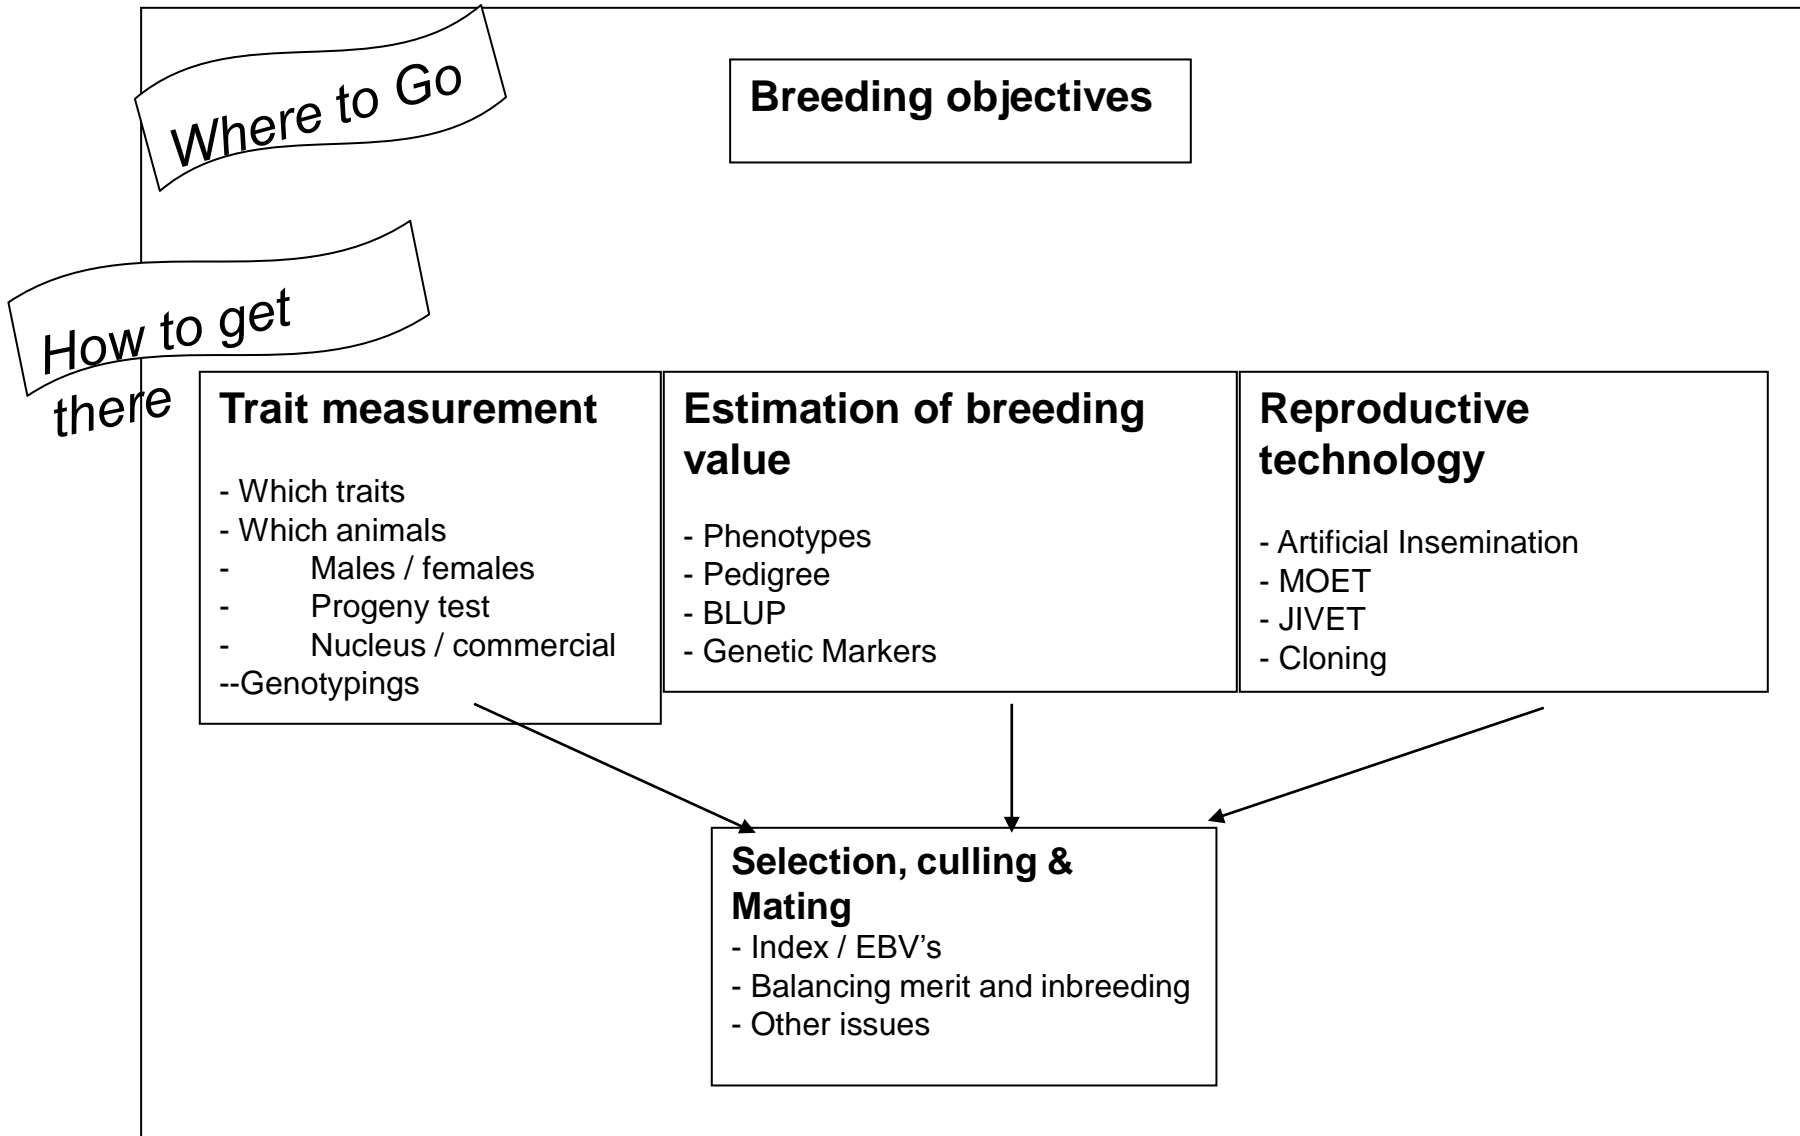 Where to Go
Breeding objectives
How to get
there
Trait measurement
- Which traits
- Which animals
- Males / females
- Progeny test
- Nucleus / commercial
--Genotypings
Estimation of breeding
value
- Phenotypes
- Pedigree
- BLUP
- Genetic Markers
Reproductive
technology
- Artificial Insemination
- MOET
- JIVET
- Cloning
Selection, culling &
Mating
- Index / EBV’s
- Balancing merit and inbreeding
- Other issues